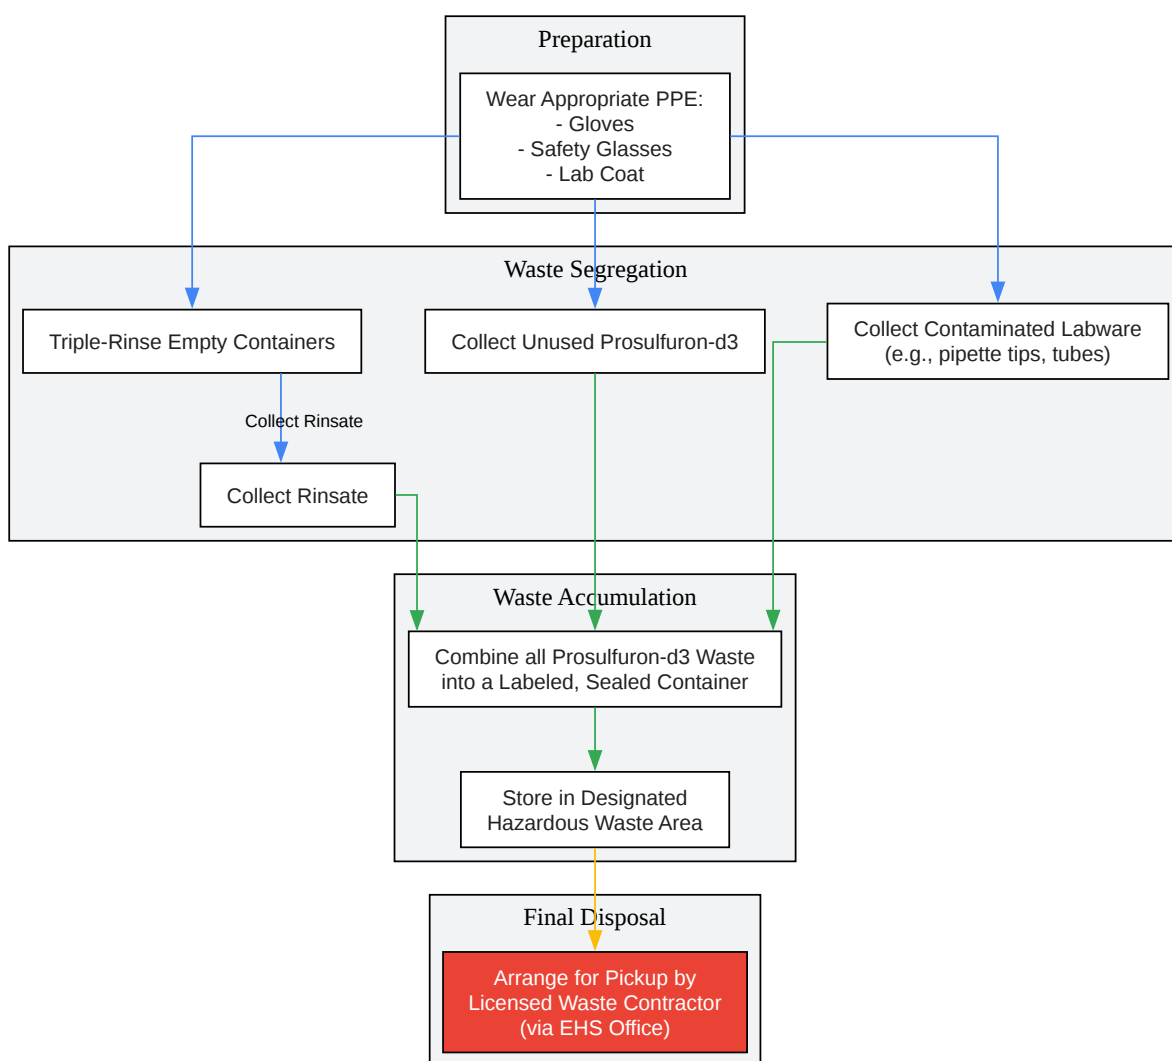 Preparation
Wear Appropriate PPE:
- Gloves
- Safety Glasses
- Lab Coat
Waste Segregation
Triple-Rinse Empty Containers
Collect Unused Prosulfuron-d3
Collect Contaminated Labware
(e.g., pipette tips, tubes)
Collect Rinsate
Collect Rinsate
Waste Accumulation
Combine all Prosulfuron-d3 Waste
into a Labeled, Sealed Container
Store in Designated
Hazardous Waste Area
Final Disposal
Arrange for Pickup by
Licensed Waste Contractor
(via EHS Office)